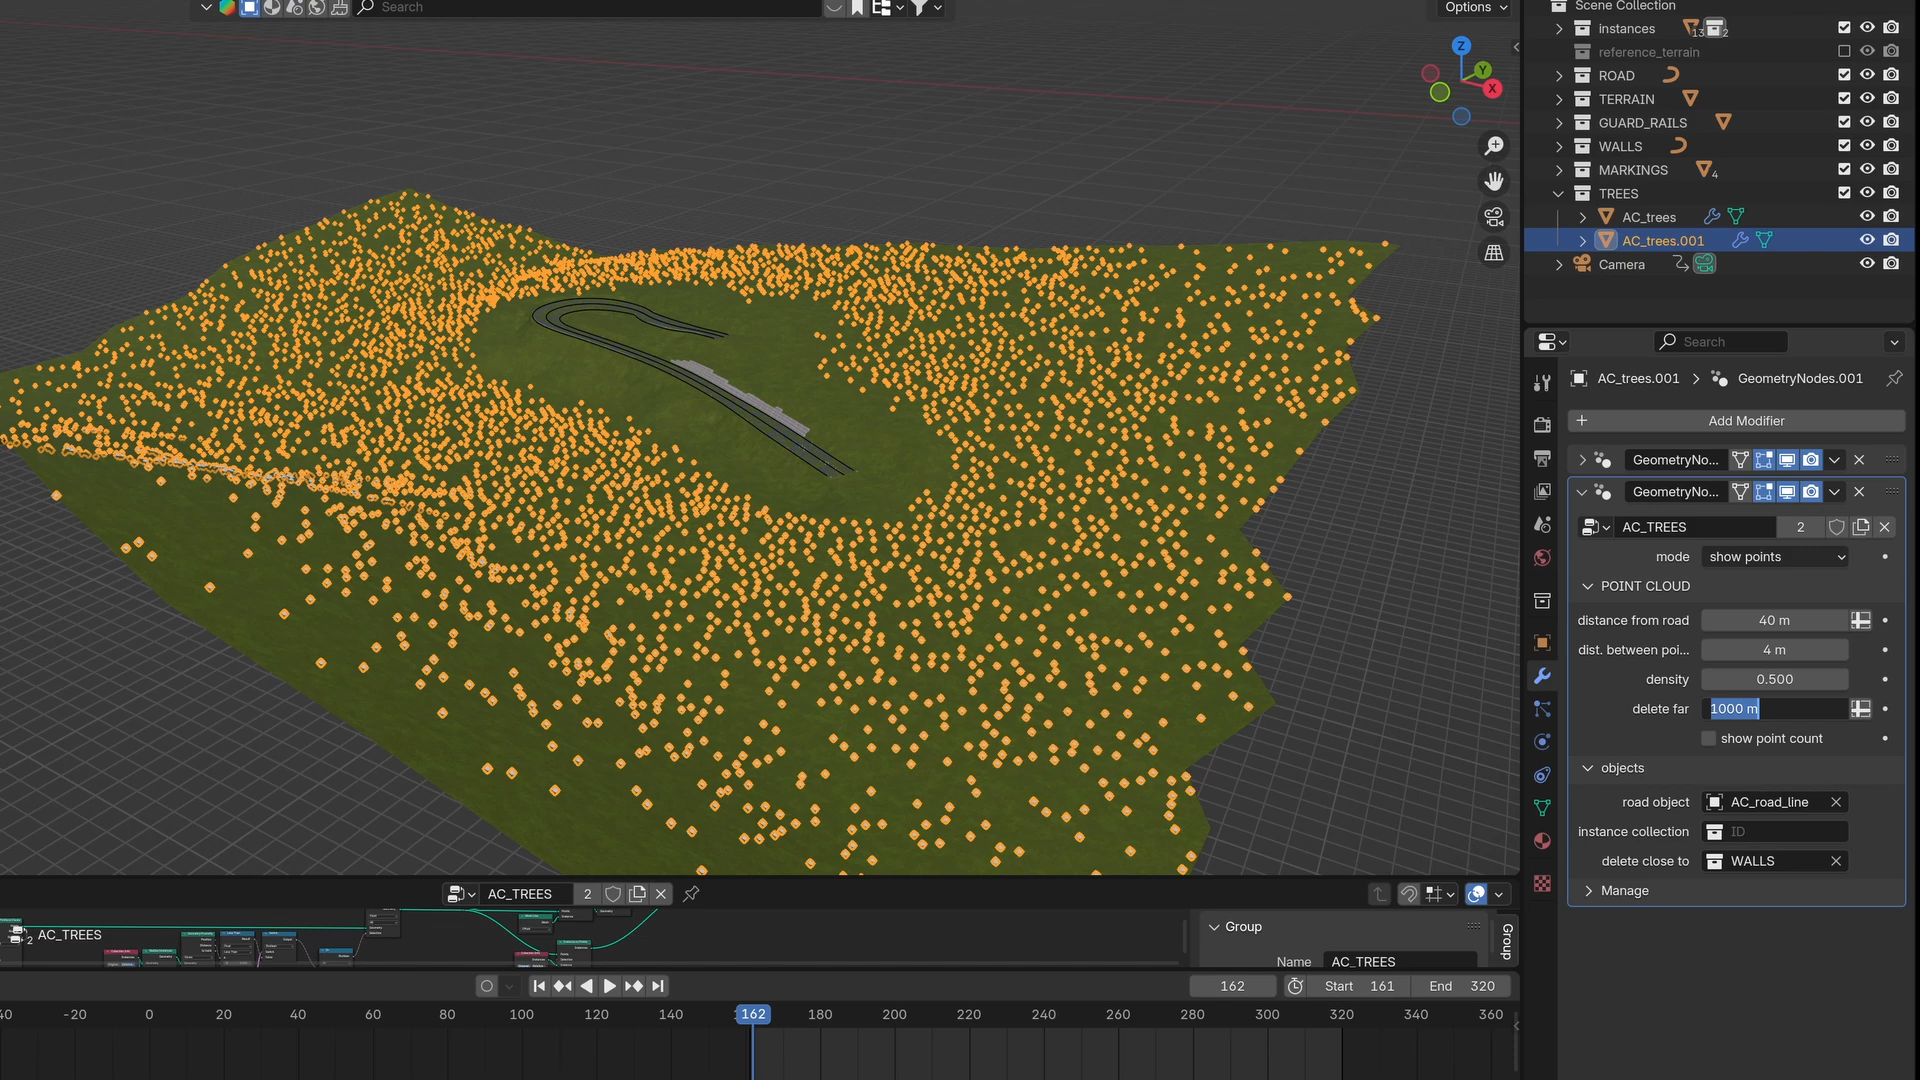 Search
Options
Z
Y
X
Scene Collection
instances
13
2
reference_terrain
ROAD
TERRAIN
GUARD_RAILS
WALLS
MARKINGS
4
TREES
AC_trees
AC_trees.001
Camera
Search
AC_trees.001
GeometryNodes.001
Add Modifier
GeometryNo...
GeometryNo...
AC_TREES
2
mode
show points
POINT CLOUD
distance from road
40 m
dist. between poi...
4 m
density
0.500
delete far
1000 m
show point count
objects
road object
AC_road_line
instance collection
ID
delete close to
WALLS
Manage
AC_TREES
2
2
AC_TREES
Group
Name
AC_TREES
Group
162
Start
161
End
320
-20
0
20
40
60
80
100
120
140
162
180
200
220
240
260
280
300
320
340
360